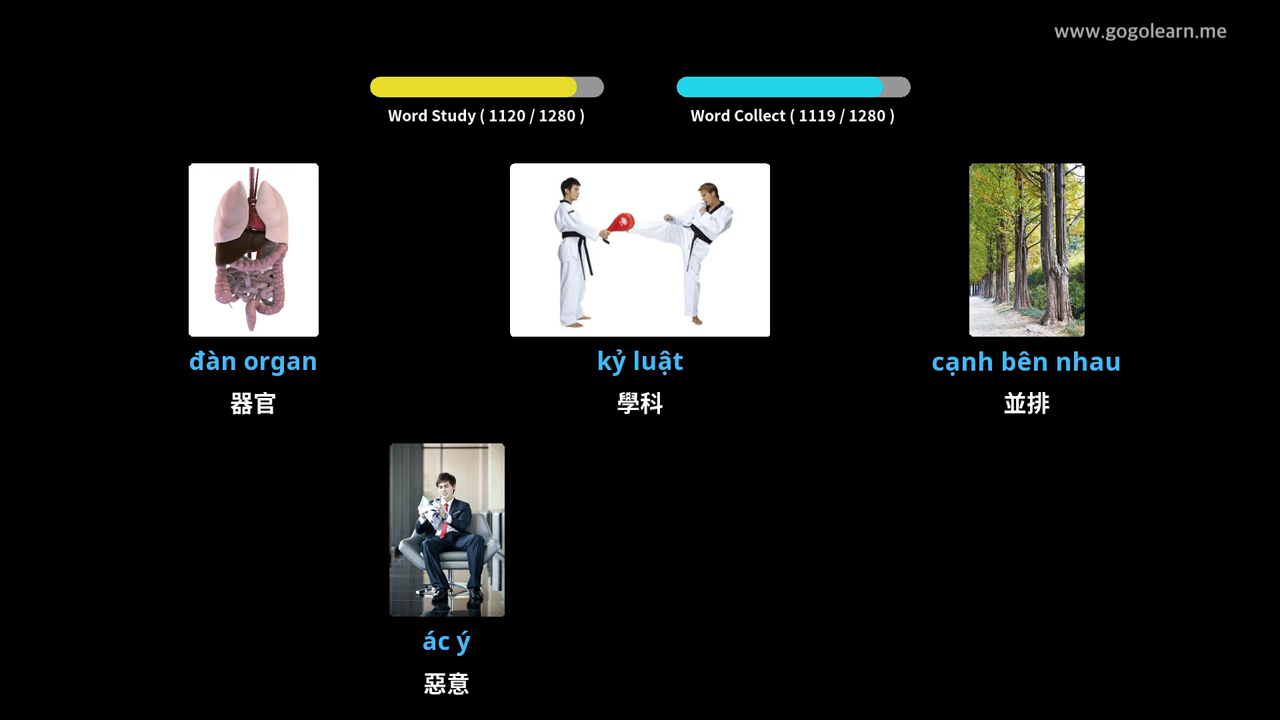 www.gogolearn.me
Word Study ( 1120 / 1280 )
Word Collect ( 1119 / 1280 )
đàn organ
器官
kỷ luật
學科
cạnh bên nhau
並排
ác ý
惡意